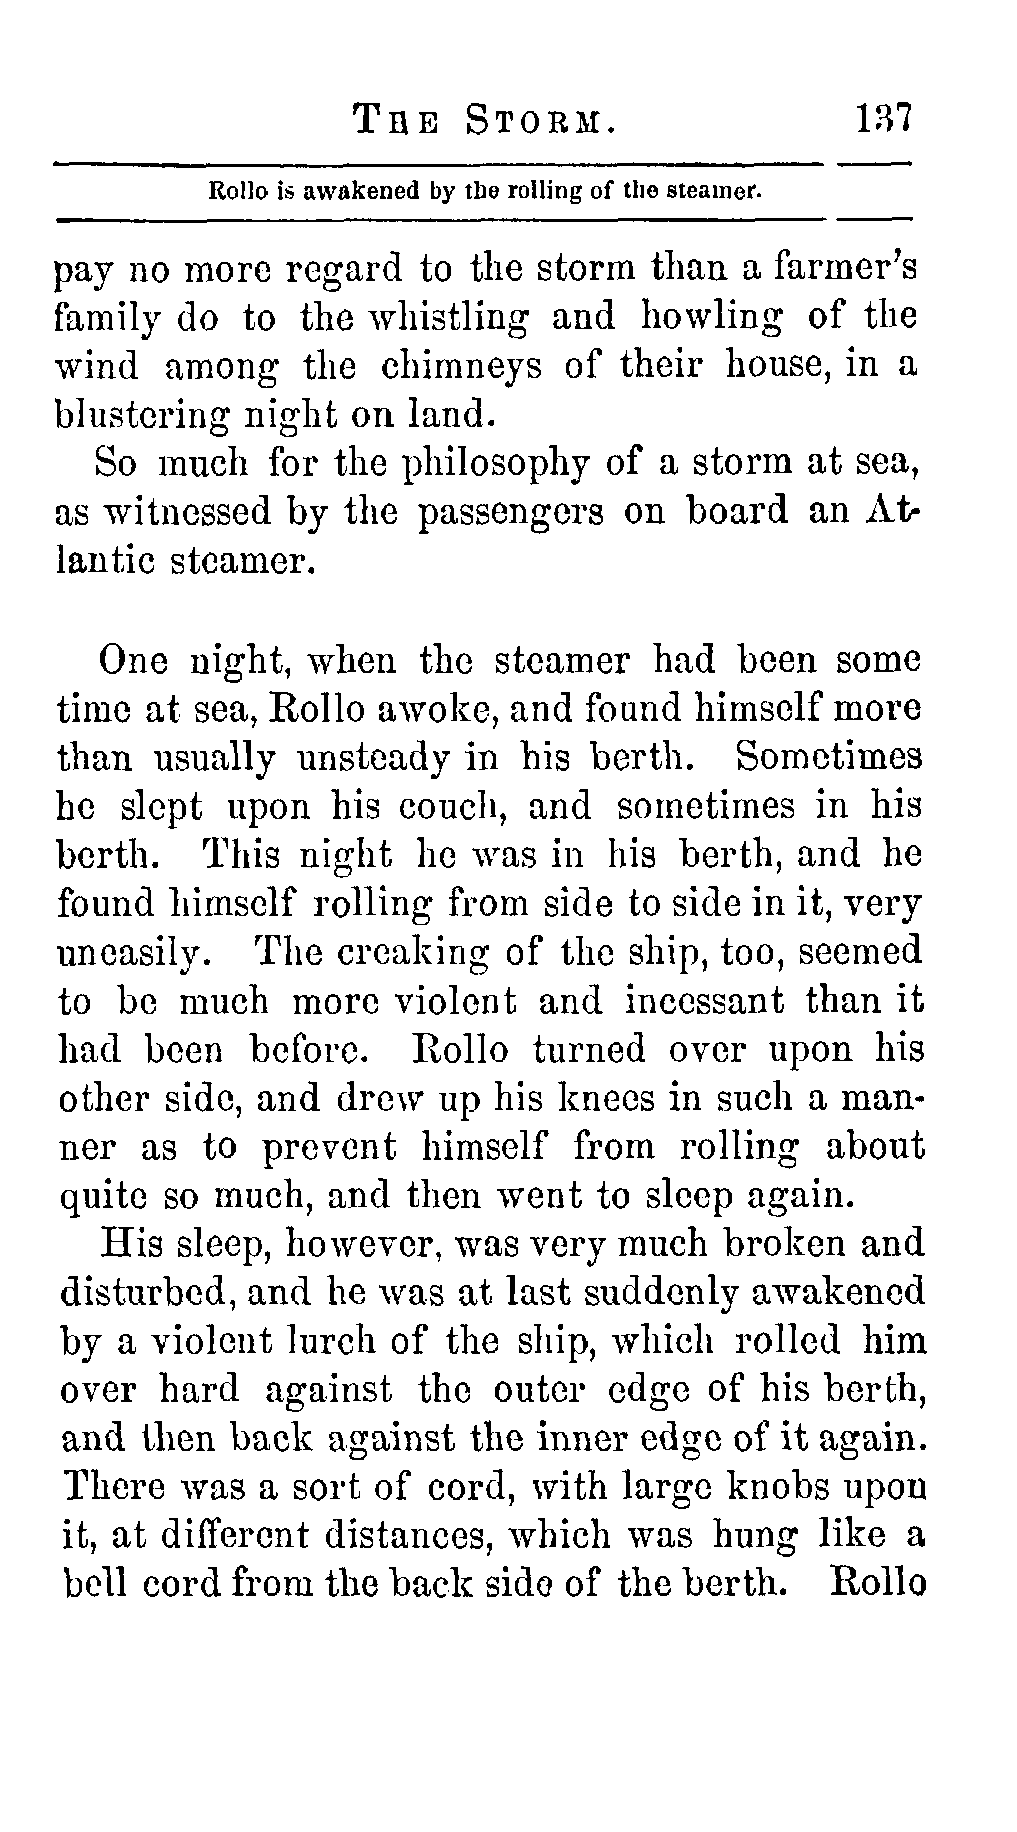 THE STORM. 137
Rollo is awakened by the rolling of the steamer.
pay no more regard to the storm than a farmer's
family do to the whistling and howling of the
wind among the chimneys of their house, in a
blustering night on land.
So much for the philosophy of a storm at sea,
as witnessed by the passengers on board an At-
lantic steamer.
One night, when the steamer had been some
time at sea, Rollo awoke, and found himself more
than usually unsteady in his berth. Sometimes
he slept upon his couch, and sometimes in his
berth. This night he was in his berth, and he
found himself rolling from side to side in it, very
uneasily. The creaking of the ship, too, seemed
to be much more violent and incessant than it
had been before. Rollo turned over upon his
other side, and drew up his knees in such a man-
ner as to prevent himself from rolling about
quite so much, and then went to sleep again.
His sleep, however, was very much broken and
disturbed, and he was at last suddenly awakened
by a violent lurch of the ship, which rolled him
over hard against the outer edge of his berth,
and then back against the inner edge of it again.
There was a sort of cord, with large knobs upon
it, at different distances, which was hung like a
bell cord from the back side of the berth. Rollo